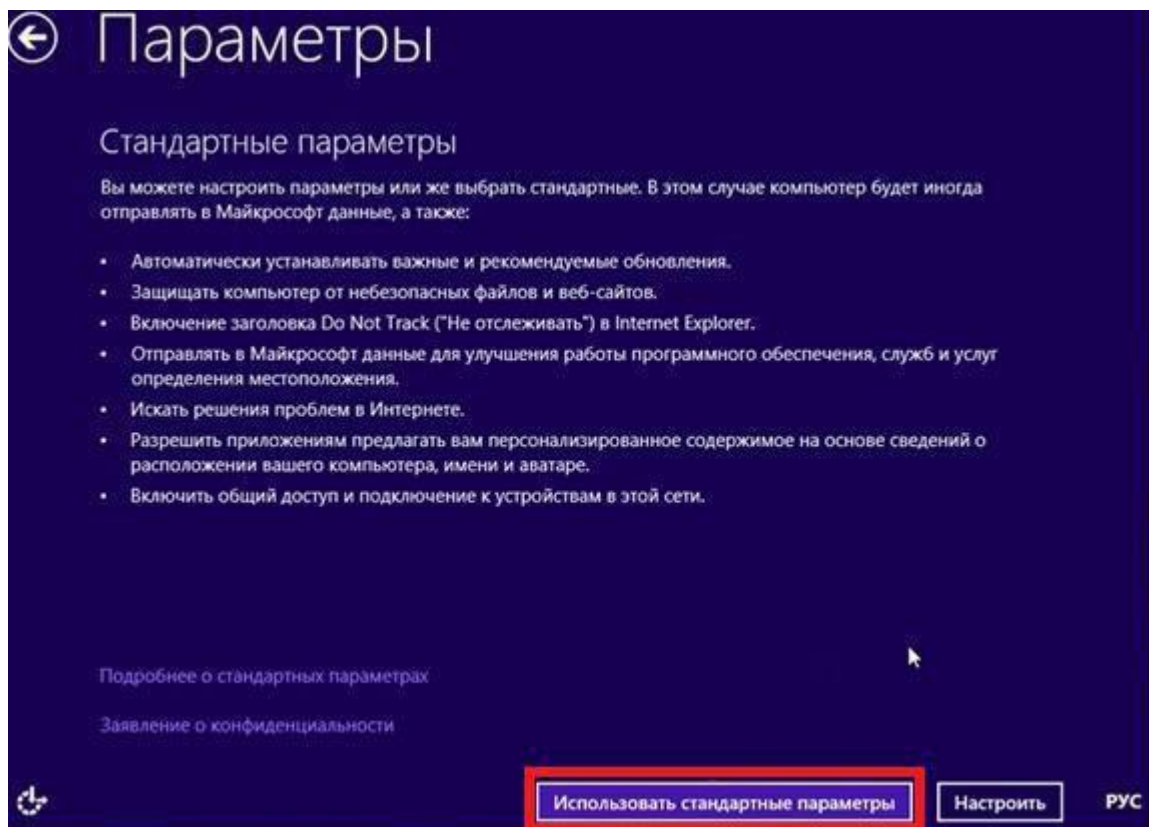 Параметры
Стандартные параметры
Вы можете настроить параметры или же выбрать стандартные. В этом случае компьютер будет иногда
отправлять в Майкрософт данные, а также:
• Автоматически устанавливать важные и рекомендуемые обновления.
• Защищать компьютер от небезопасных файлов и веб-сайтов.
• Включение заголовка Do Not Track ("Не отслеживать") в Internet Explorer.
• Отправлять в Майкрософт данные для улучшения работы программного обеспечения, служб и услуг
определения местоположения.
• Искать решения проблем в Интернете.
• Разрешить приложениям предлагать вам персонализированное содержимое на основе сведений о
расположении вашего компьютера, имени и аватаре.
• Включить общий доступ и подключение к устройствам в этой сети.
Подробнее о стандартных параметрах
Заявление о конфиденциальности
Использовать стандартные параметры
Настроить
РУС